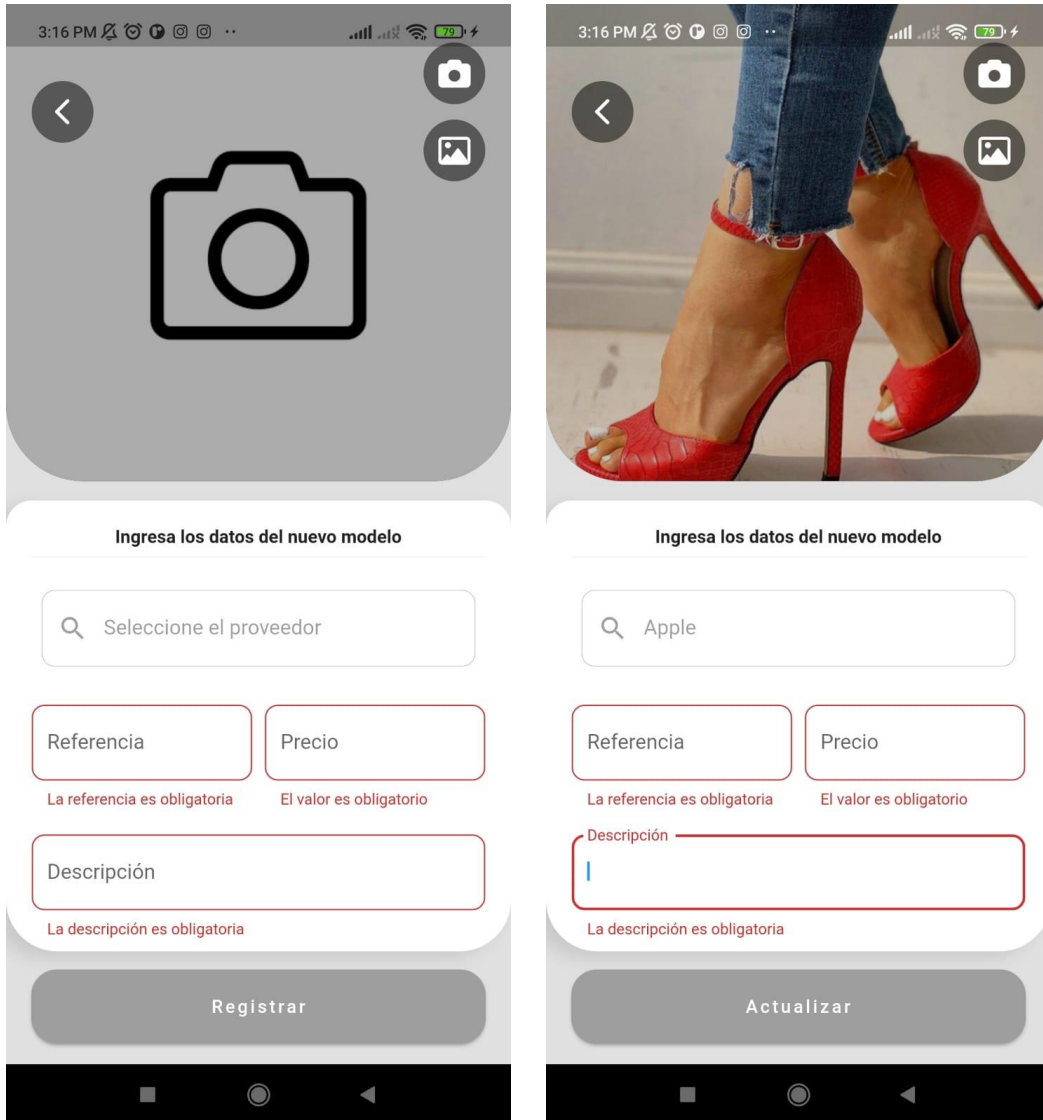 3:16 PM
79
Ingresa los datos del nuevo modelo
Seleccione el proveedor
Referencia
Precio
La referencia es obligatoria
El valor es obligatorio
Descripción
La descripción es obligatoria
Registrar
3:16 PM
79
Ingresa los datos del nuevo modelo
Apple
Referencia
Precio
La referencia es obligatoria
El valor es obligatorio
Descripción
La descripción es obligatoria
Actualizar